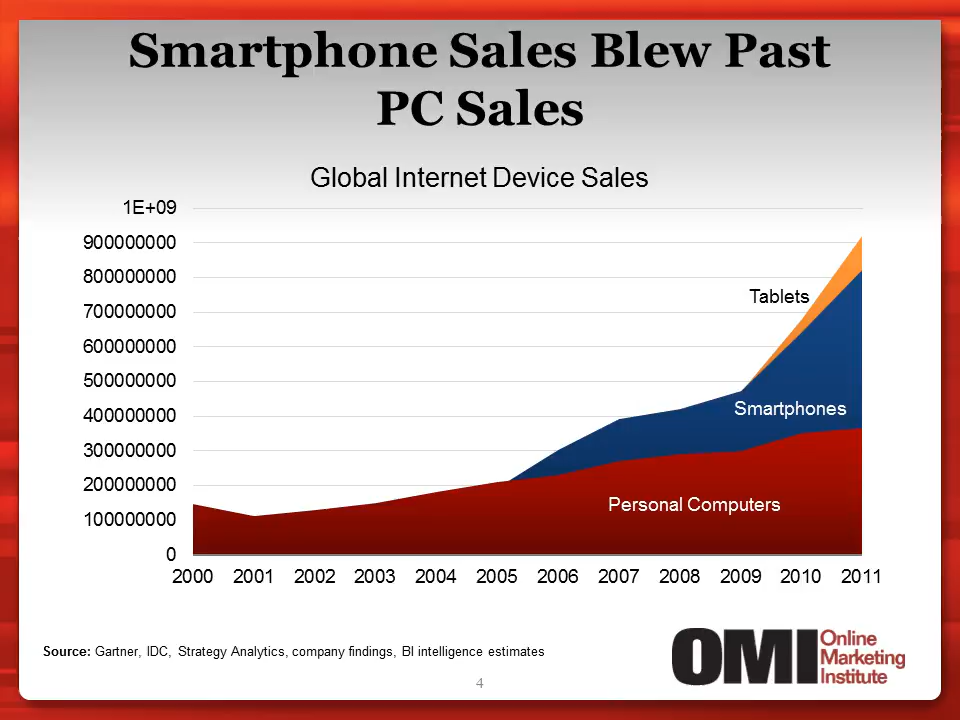 Smartphone Sales Blew Past
PC Sales
Global Internet Device Sales
1E+09
900000000
800000000
Tablets
700000000
600000000
500000000
Smartphones
400000000
300000000
200000000
Personal Computers
100000000
0
2000 2001 2002 2003 2004 2005 2006 2007 2008 2009 2010 2011
Source: Gartner, IDC, Strategy Analytics, company findings, BI intelligence estimates
OMI Online
Marketing
Institute
4